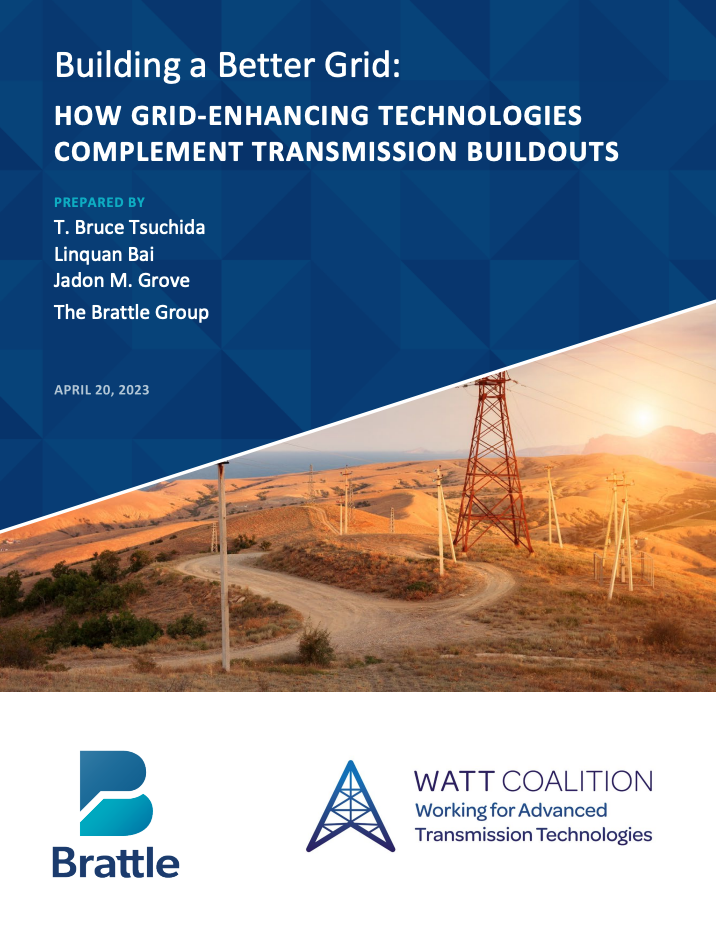 Building a Better Grid:
HOW GRID-ENHANCING TECHNOLOGIES
COMPLEMENT TRANSMISSION BUILDOUTS
PREPARED BY
T. Bruce Tsuchida
Linquan Bai
Jadon M. Grove
The Brattle Group
APRIL 20, 2023
Brattle
WATT COALITION
Working for Advanced
Transmission Technologies